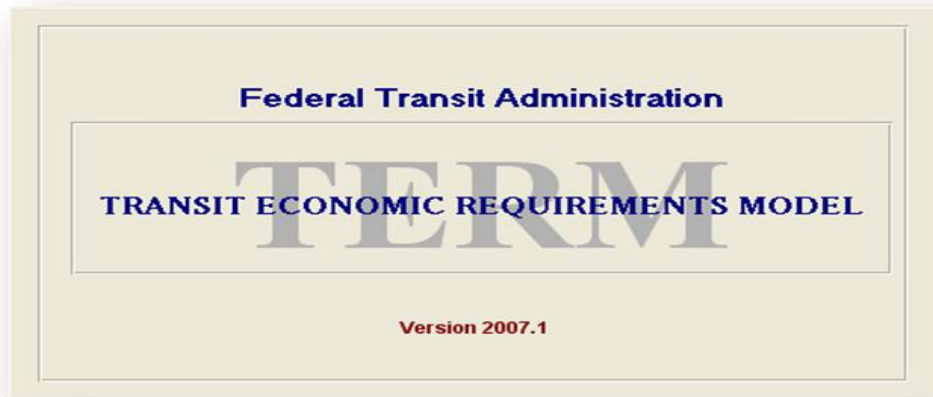 Federal Transit Administration
TERM
TRANSIT ECONOMIC REQUIREMENTS MODEL
Version 2007.1